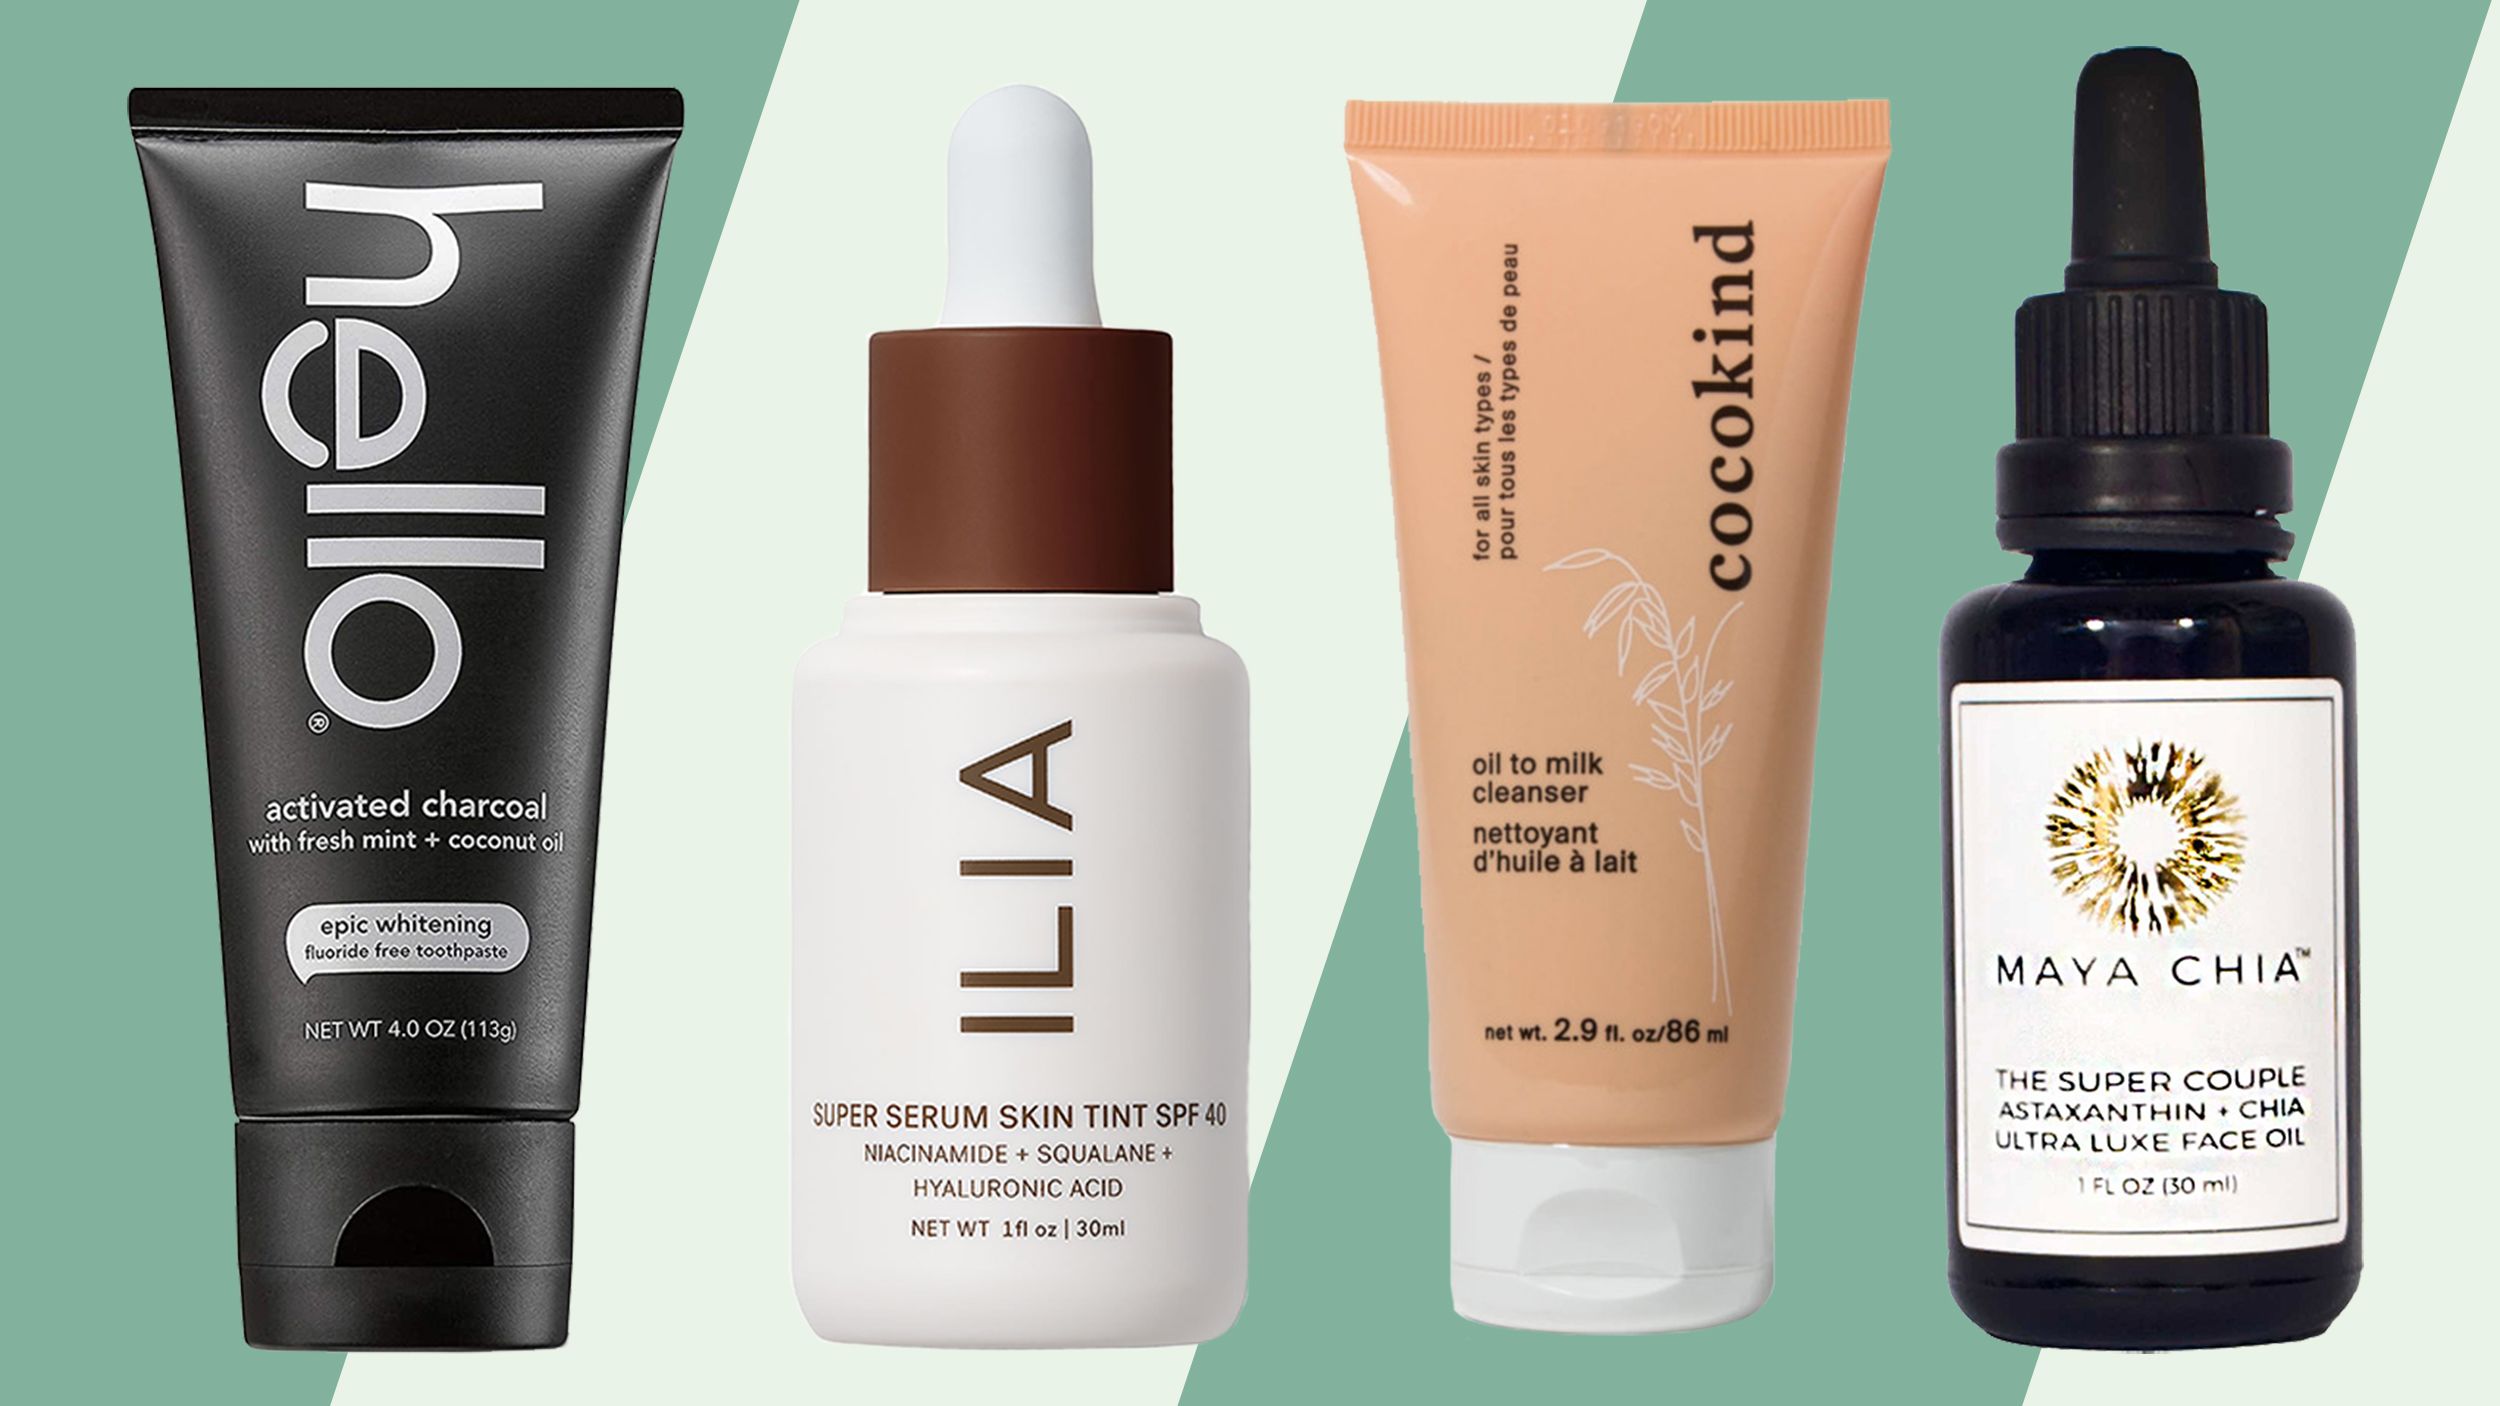 hello®
activated charcoal
with fresh mint + coconut oil
epic whitening
fluoride free toothpaste
NET WT 4.0 OZ (113g)
ILIA
SUPER SERUM SKIN TINT SPF 40
NIACINAMIDE + SQUALANE +
HYALURONIC ACID
NET WT 1fl oz | 30ml
cocokind
for all skin types /
pour tous les types de peau
oil to milk
cleanser
nettoyant
d'huile à lait
net wt. 2.9 fl. oz/86 ml
MAYA CHIA™
THE SUPER COUPLE
ASTAXANTHIN + CHIA
ULTRA LUXE FACE OIL
1 FL OZ (30 ml)